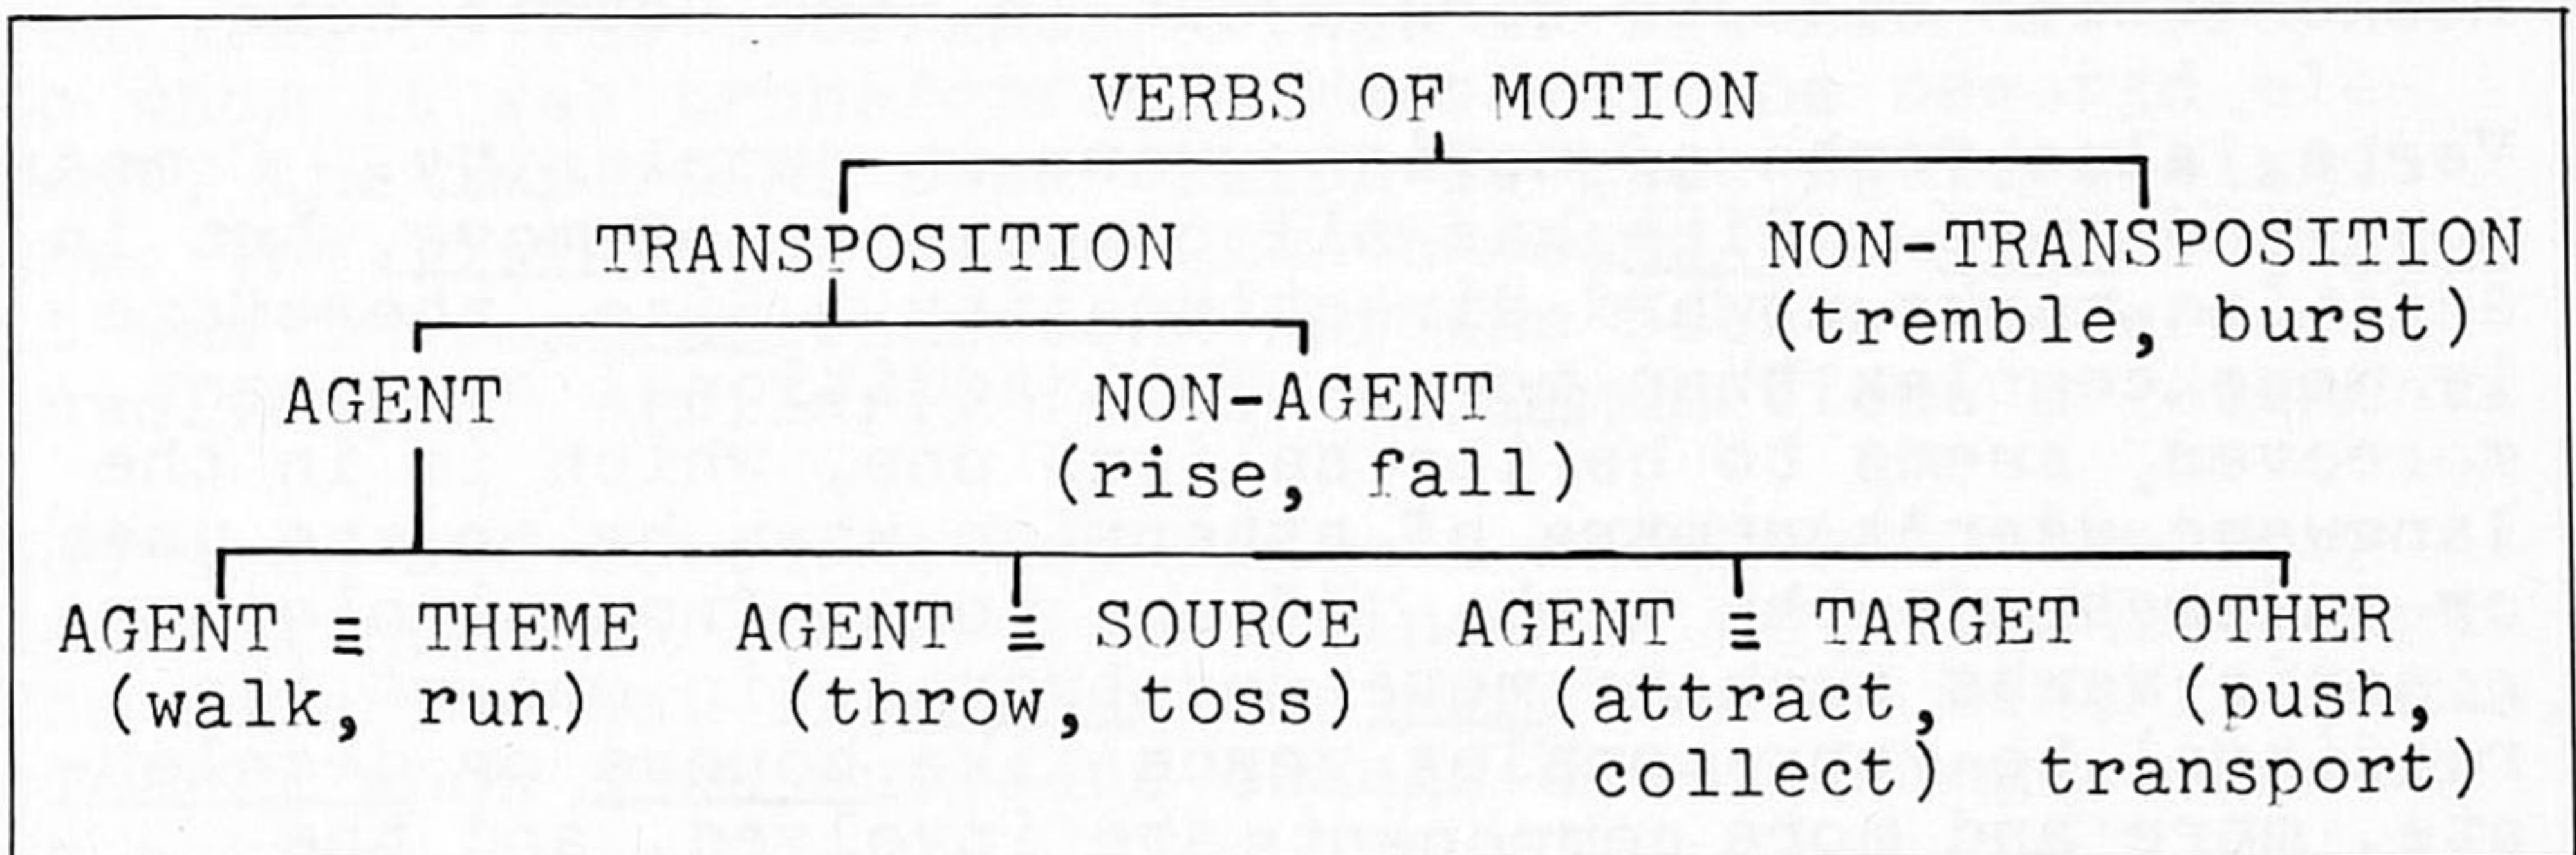 VERBS OF MOTION
TRANSPOSITION NON-TRANSPOSITION
(tremble, burst)
AGENT NON-AGENT
(rise, fall)
AGENT ≡ THEME AGENT ≡ SOURCE AGENT ≡ TARGET OTHER
(walk, run) (throw, toss) (attract, (push,
collect) transport)